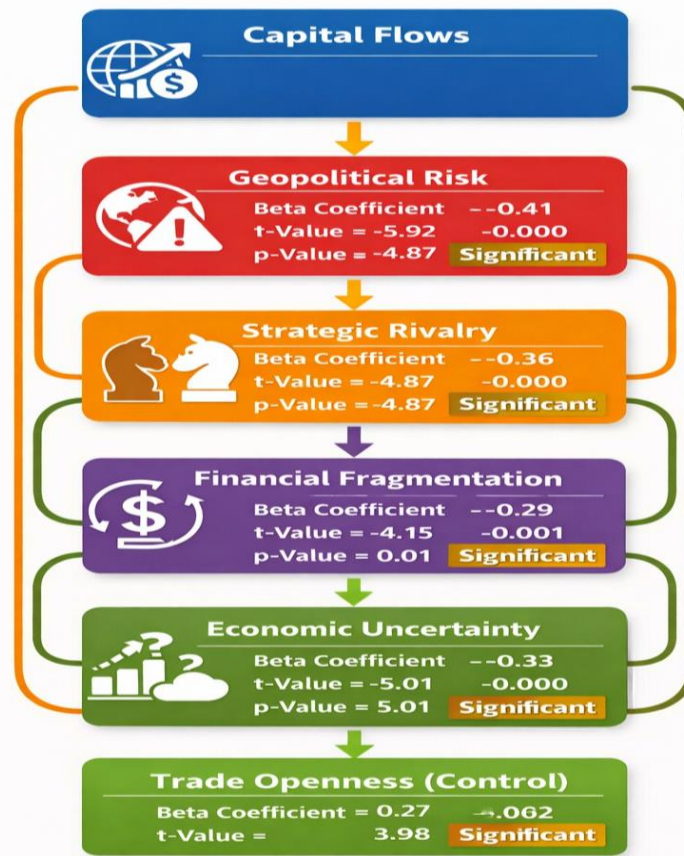 Capital Flows
Geopolitical Risk
Beta Coefficient --0.41
t-Value = -5.92 -0.000
p-Value = -4.87 Significant
Strategic Rivalry
Beta Coefficient --0.36
t-Value = -4.87 -0.000
p-Value = -4.87 Significant
Financial Fragmentation
Beta Coefficient --0.29
t-Value = -4.15 -0.001
p-Value = 0.01 Significant
Economic Uncertainty
Beta Coefficient --0.33
t-Value = -5.01 -0.000
p-Value = 5.01 Significant
Trade Openness (Control)
Beta Coefficient = 0.27
t-Value = 3.98 Significant